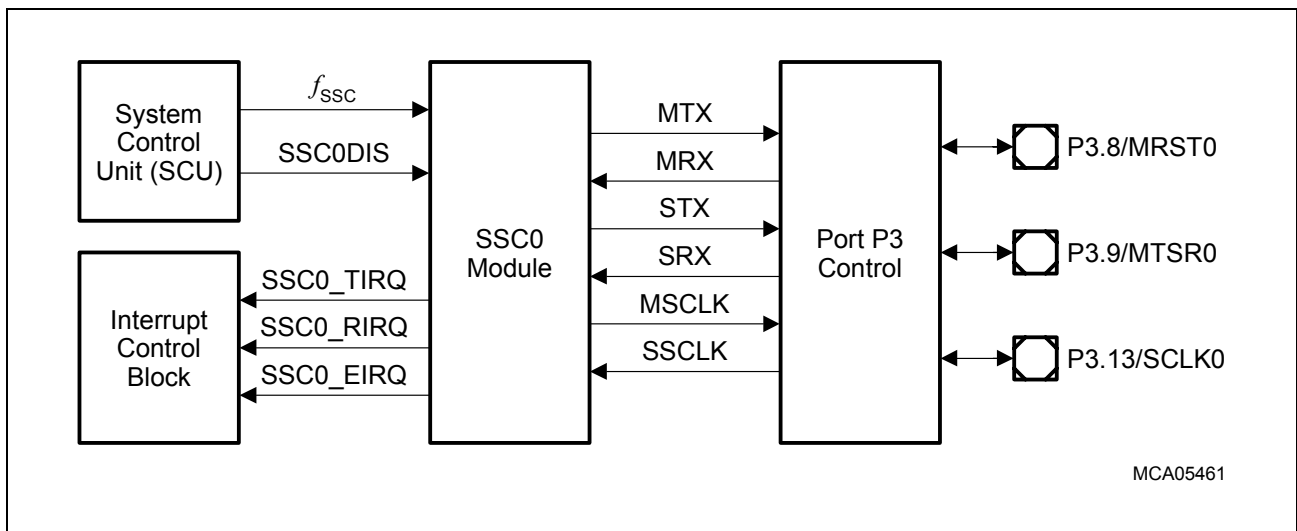 System
Control
Unit (SCU)
fSSC
SSC0DIS
Interrupt
Control
Block
SSC0_TIRQ
SSC0_RIRQ
SSC0_EIRQ
SSC0
Module
MTX
MRX
STX
SRX
MSCLK
SSCLK
Port P3
Control
P3.8/MRST0
P3.9/MTSR0
P3.13/SCLK0
MCA05461